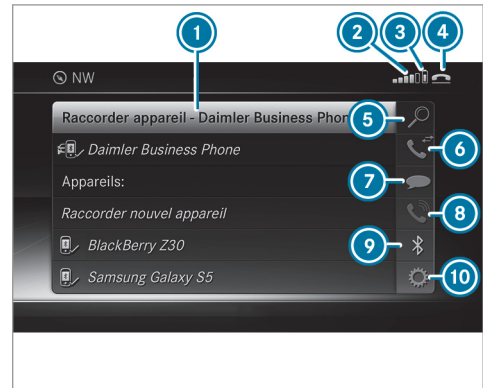 1
2
3
4
NW
Raccorder appareil - Daimler Business Phon
5
Daimler Business Phone
6
Appareils:
7
Raccorder nouvel appareil
8
BlackBerry Z30
9
Samsung Galaxy S5
10